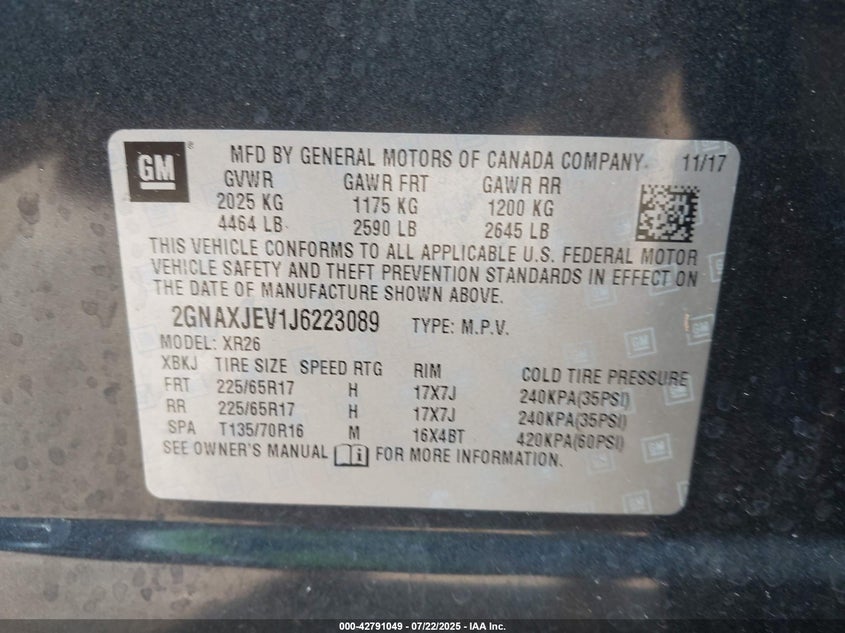 GM ®
MFD BY GENERAL MOTORS OF CANADA COMPANY 11/17
GVWR GAWR FRT GAWR RR
2025 KG 1175 KG 1200 KG
4464 LB 2590 LB 2645 LB
THIS VEHICLE CONFORMS TO ALL APPLICABLE U.S. FEDERAL MOTOR
VEHICLE SAFETY AND THEFT PREVENTION STANDARDS IN EFFECT ON
THE DATE OF MANUFACTURE SHOWN ABOVE.
2GNAXJEV1J6223089 TYPE: M.P.V.
MODEL: XR26
XBKJ TIRE SIZE SPEED RTG RIM COLD TIRE PRESSURE
FRT 225/65R17 H 17X7J 240KPA(35PSI)
RR 225/65R17 H 17X7J 240KPA(35PSI)
SPA T135/70R16 M 16X4BT 420KPA(60PSI)
SEE OWNER'S MANUAL FOR MORE INFORMATION.
000-42791049 - 07/22/2025 - IAA Inc.